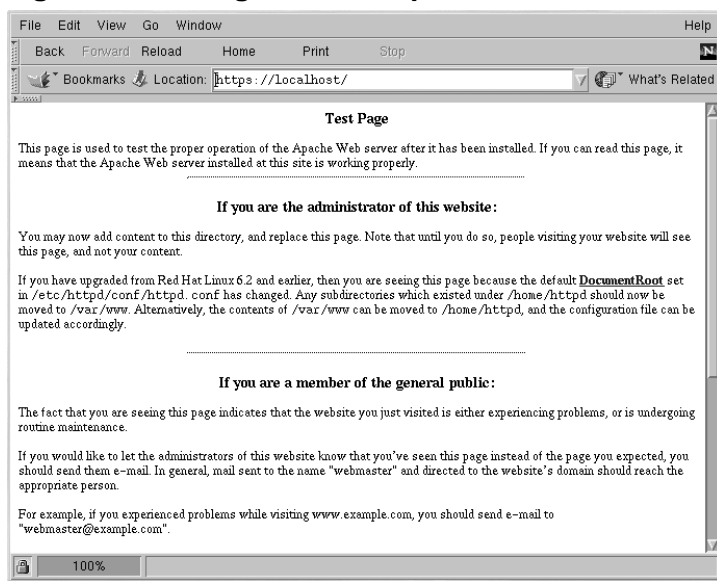 File Edit View Go Window Help
Back Forward Reload Home Print Stop N
Bookmarks Location: https://localhost/ What's Related
Test Page
This page is used to test the proper operation of the Apache Web server after it has been installed. If you can read this page, it
means that the Apache Web server installed at this site is working properly.
If you are the administrator of this website:
You may now add content to this directory, and replace this page. Note that until you do so, people visiting your website will see
this page, and not your content.
If you have upgraded from Red Hat Linux 6.2 and earlier, then you are seeing this page because the default DocumentRoot set
in /etc/httpd/conf/httpd.conf has changed. Any subdirectories which existed under /home/httpd should now be
moved to /var/www. Alternatively, the contents of /var/www can be moved to /home/httpd, and the configuration file can be
updated accordingly.
If you are a member of the general public:
The fact that you are seeing this page indicates that the website you just visited is either experiencing problems, or is undergoing
routine maintenance.
If you would like to let the administrators of this website know that you've seen this page instead of the page you expected, you
should send them e-mail. In general, mail sent to the name "webmaster" and directed to the website's domain should reach the
appropriate person.
For example, if you experienced problems while visiting www.example.com, you should send e-mail to
"webmaster@example.com".
100%